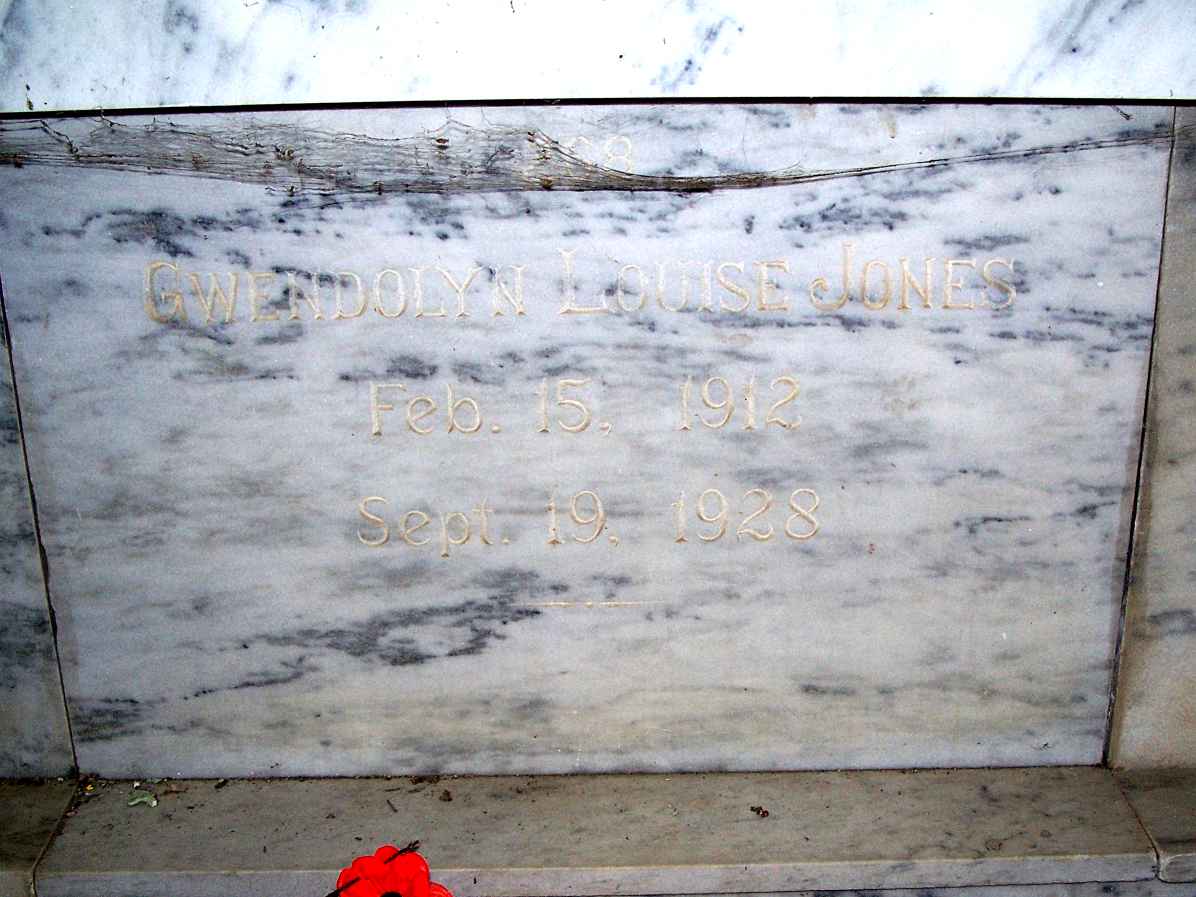 Gwendolyn Louise Jones
Feb. 15, 1912
Sept. 19, 1928